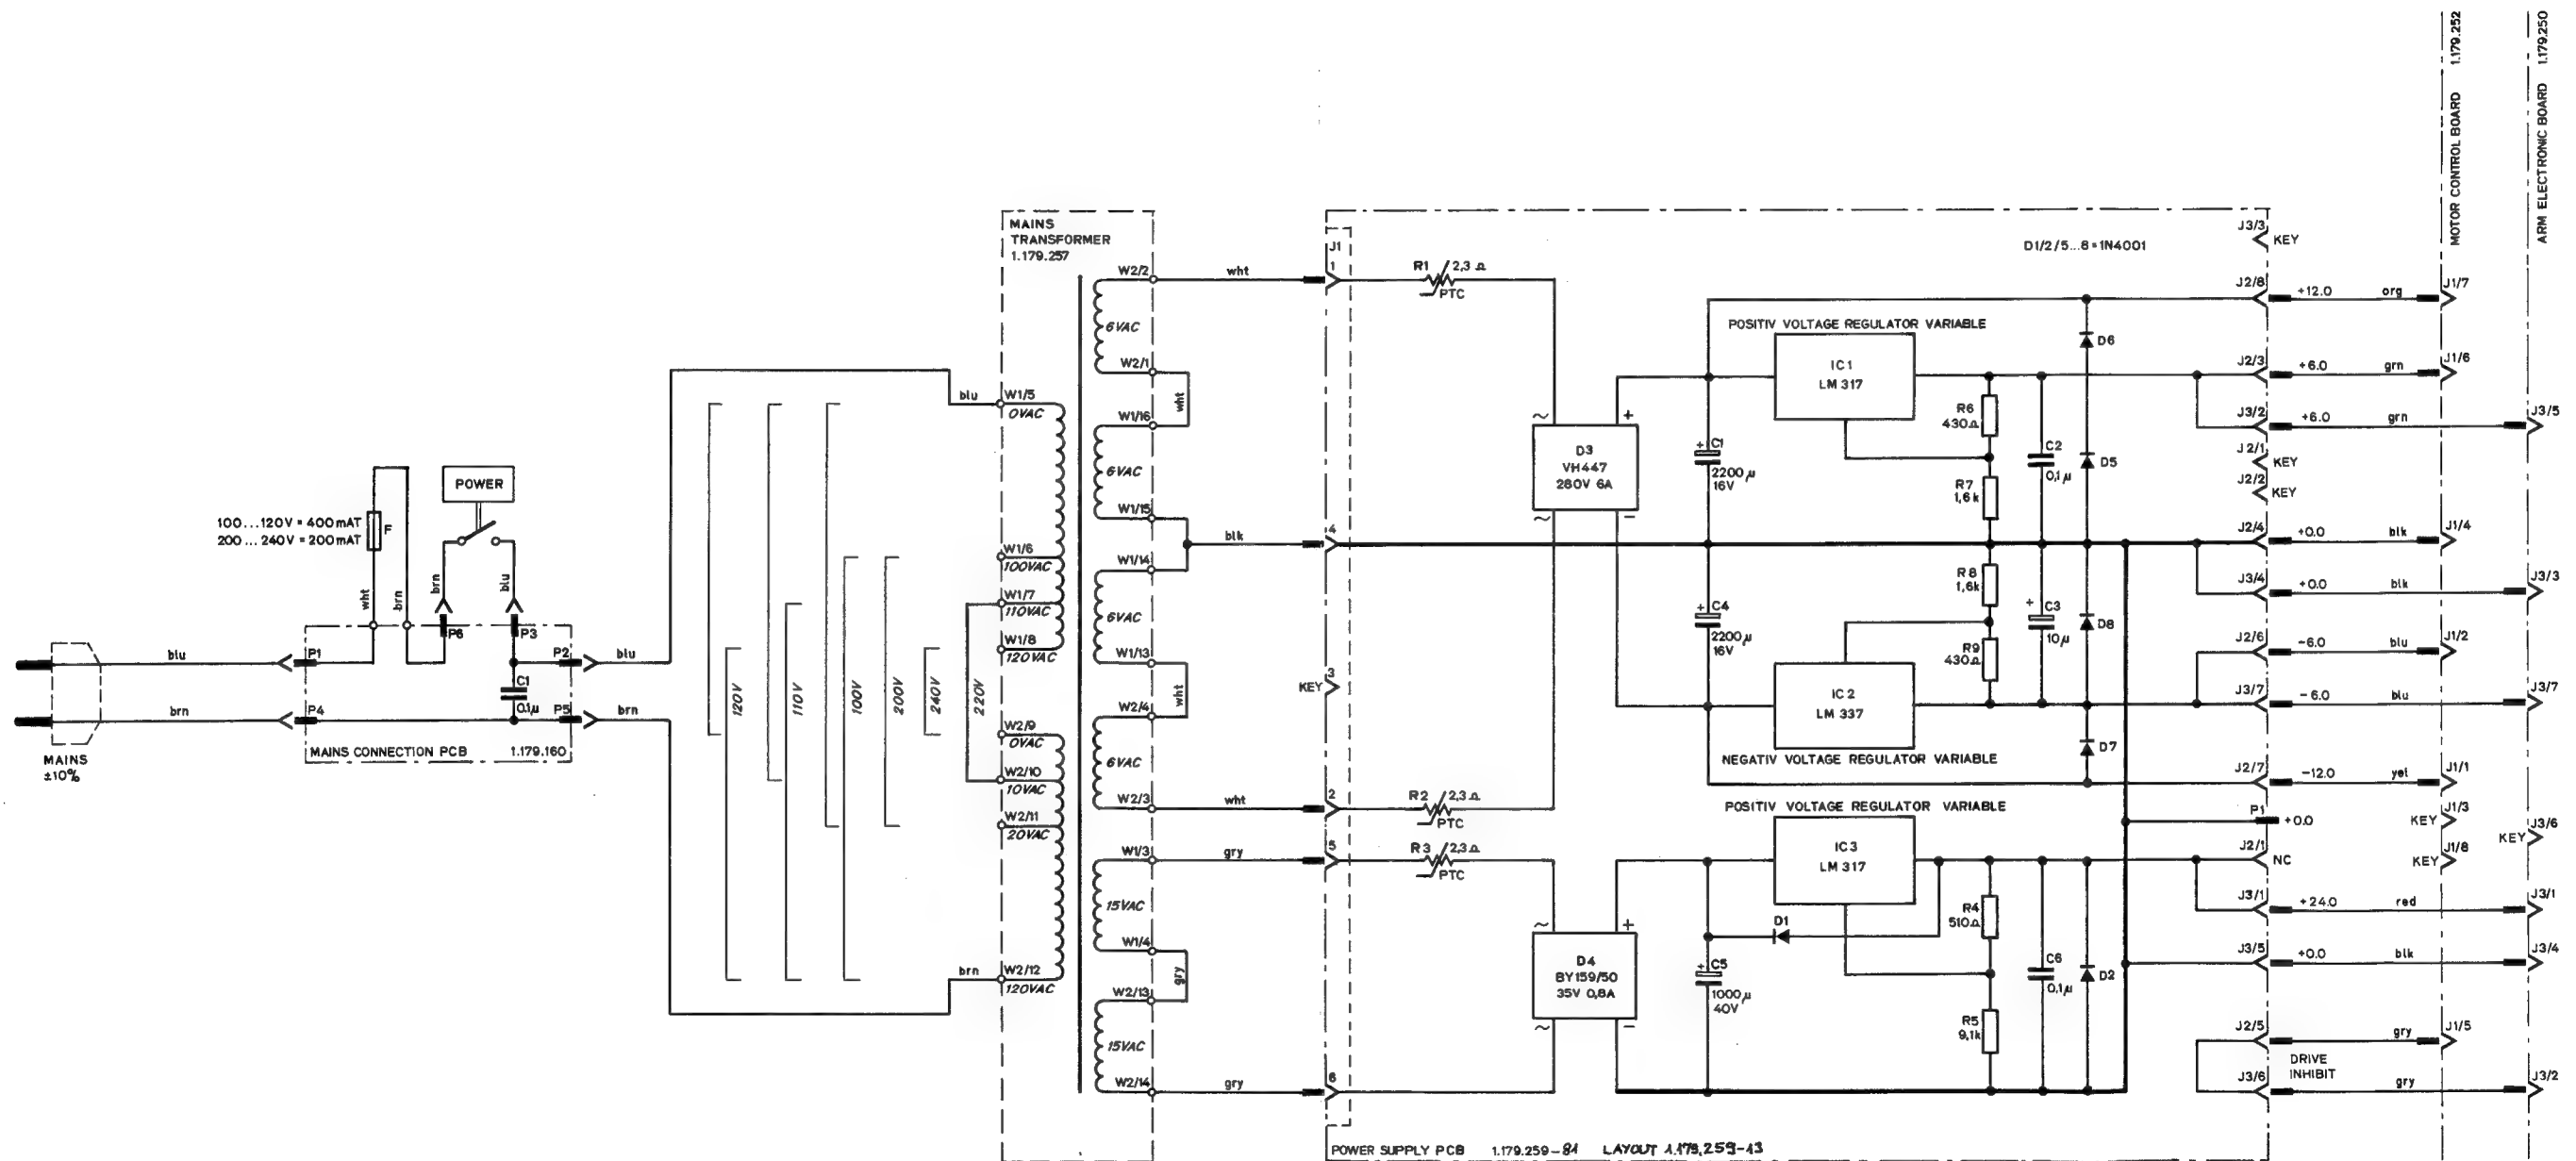 MOTOR CONTROL BOARD 1.179.252
ARM ELECTRONIC BOARD 1.179.250
100...120V = 400mAT
200...240V = 200mAT
F
POWER
wht
brn
brn
blu
P6
P3
blu
P1
P2
blu
C1
0.1µ
brn
P4
P5
brn
MAINS
±10%
MAINS CONNECTION PCB 1.179.160
120V
110V
100V
200V
240V
220V
MAINS
TRANSFORMER
1.179.257
blu
W1/5
0VAC
W1/6
100VAC
W1/7
110VAC
W1/8
120VAC
W2/9
0VAC
W2/10
10VAC
W2/11
20VAC
brn
W2/12
120VAC
W2/2
6VAC
W2/1
wht
W1/16
6VAC
W1/15
W1/14
6VAC
W1/13
wht
W2/4
6VAC
W2/3
W1/3
15VAC
W1/4
gry
W2/13
15VAC
W2/14
wht
blk
wht
gry
gry
J1
1
4
KEY 3
2
5
6
R1 2,3 Ω
PTC
R2 2,3 Ω
PTC
R3 2,3 Ω
PTC
~ +
D3
VH447
280V 6A
~ −
~ +
D4
BY159/50
35V 0,8A
~ −
D1/2/5...8 = 1N4001
POSITIV VOLTAGE REGULATOR VARIABLE
IC1
LM 317
+ C1
2200µ
16V
R6
430Ω
R7
1,6k
C2
0,1µ
D6
D5
+ C4
2200µ
16V
R8
1,6k
R9
430Ω
+ C3
10µ
D8
D7
IC 2
LM 337
NEGATIV VOLTAGE REGULATOR VARIABLE
POSITIV VOLTAGE REGULATOR VARIABLE
IC3
LM 317
D1
+ C5
1000µ
40V
R4
510Ω
R5
9,1k
C6
0,1µ
D2
J3/3
KEY
J2/8 +12.0 org J1/7
J2/3 +6.0 grn J1/6
J3/2 +6.0 grn J3/5
J2/1
KEY
J2/2
KEY
J2/4 +0.0 blk J1/4
J3/4 +0.0 blk J3/3
J2/6 −6.0 blu J1/2
J3/7 −6.0 blu J3/7
J2/7 −12.0 yel J1/1
P1 +0.0
KEY J1/3
KEY J3/6
J2/1 NC
KEY J1/8
J3/1 +24.0 red J3/1
J3/5 +0.0 blk J3/4
J2/5 gry J1/5
DRIVE
INHIBIT
J3/6 gry J3/2
POWER SUPPLY PCB 1.179.259-81 LAYOUT 1.179.259-13